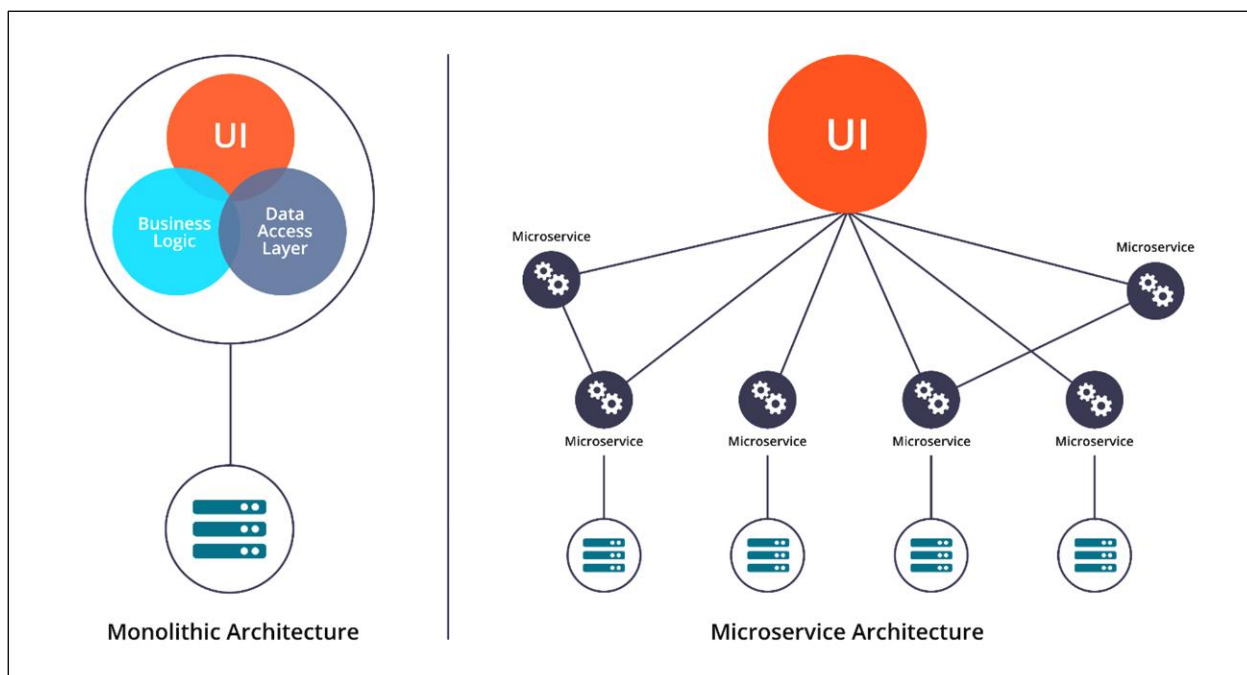 UI
Business
Logic
Data
Access
Layer
Monolithic Architecture
UI
Microservice
Microservice
Microservice
Microservice
Microservice
Microservice
Microservice Architecture